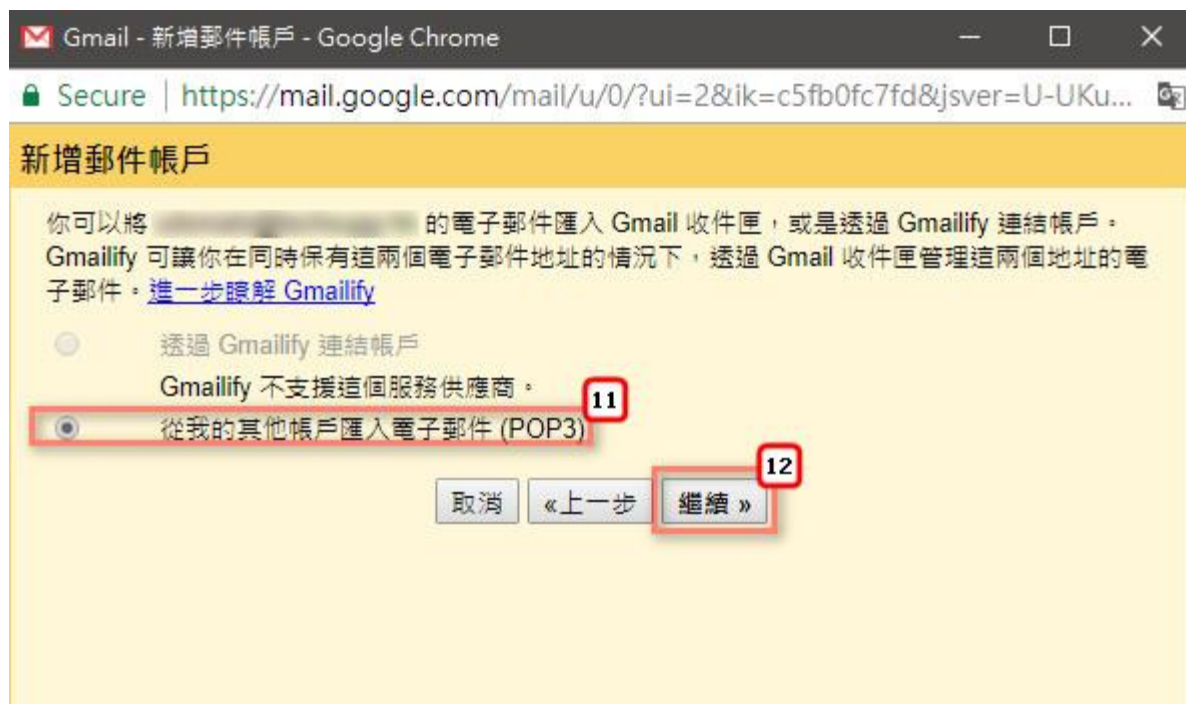 Gmail - 新增郵件帳戶 - Google Chrome
Secure | https://mail.google.com/mail/u/0/?ui=2&ik=c5fb0fc7fd&jsver=U-UKu...
新增郵件帳戶
你可以將 的電子郵件匯入 Gmail 收件匣，或是透過 Gmailify 連結帳戶。
Gmailify 可讓你在同時保有這兩個電子郵件地址的情況下，透過 Gmail 收件匣管理這兩個地址的電
子郵件。進一步瞭解 Gmailify
透過 Gmailify 連結帳戶
Gmailify 不支援這個服務供應商。
11
從我的其他帳戶匯入電子郵件 (POP3)
12
取消 «上一步 繼續 »